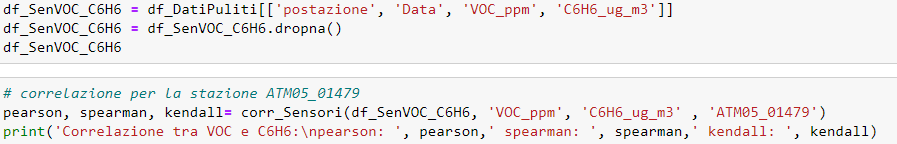 df_SenVOC_C6H6 = df_DatiPuliti[['postazione', 'Data', 'VOC_ppm', 'C6H6_ug_m3']]
df_SenVOC_C6H6 = df_SenVOC_C6H6.dropna()
df_SenVOC_C6H6
# correlazione per la stazione ATM05_01479
pearson, spearman, kendall= corr_Sensori(df_SenVOC_C6H6, 'VOC_ppm', 'C6H6_ug_m3' , 'ATM05_01479')
print('Correlazione tra VOC e C6H6:\npearson: ', pearson,' spearman: ', spearman,' kendall: ', kendall)